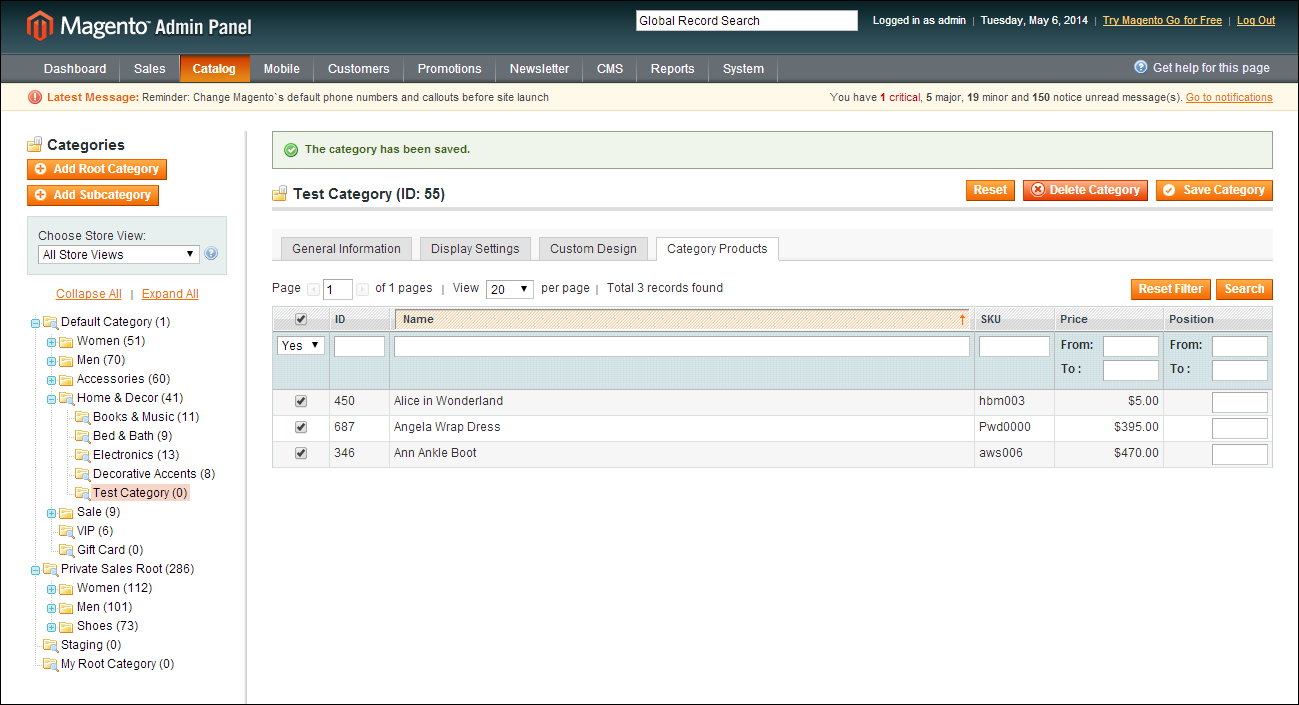 Magento™ Admin Panel
Global Record Search
Logged in as admin | Tuesday, May 6, 2014 | Try Magento Go for Free | Log Out
Dashboard Sales Catalog Mobile Customers Promotions Newsletter CMS Reports System
Get help for this page
Latest Message: Reminder: Change Magento`s default phone numbers and callouts before site launch
You have 1 critical, 5 major, 19 minor and 150 notice unread message(s). Go to notifications
Categories
Add Root Category
Add Subcategory
Choose Store View:
All Store Views
Collapse All | Expand All
Default Category (1)
Women (51)
Men (70)
Accessories (60)
Home & Decor (41)
Books & Music (11)
Bed & Bath (9)
Electronics (13)
Decorative Accents (8)
Test Category (0)
Sale (9)
VIP (6)
Gift Card (0)
Private Sales Root (286)
Women (112)
Men (101)
Shoes (73)
Staging (0)
My Root Category (0)
The category has been saved.
Test Category (ID: 55)
Reset Delete Category Save Category
General Information Display Settings Custom Design Category Products
Page 1 of 1 pages | View 20 per page | Total 3 records found
Reset Filter Search
ID Name SKU Price Position
Yes From: From:
To : To :
450 Alice in Wonderland hbm003 $5.00
687 Angela Wrap Dress Pwd0000 $395.00
346 Ann Ankle Boot aws006 $470.00